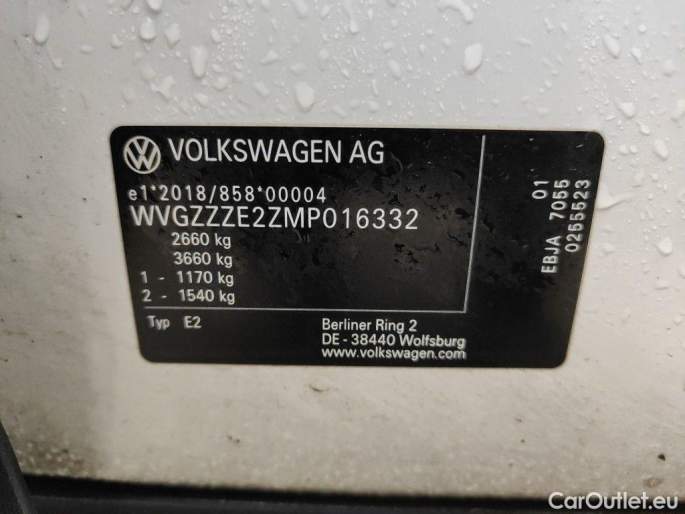 VOLKSWAGEN AG
e1*2018/858*00004
WVGZZZE2ZMP016332
2660 kg
3660 kg
1 - 1170 kg
2 - 1540 kg
Typ E2
Berliner Ring 2
DE - 38440 Wolfsburg
www.volkswagen.com
01
EBJA 7055
0255523
CarOutlet.eu